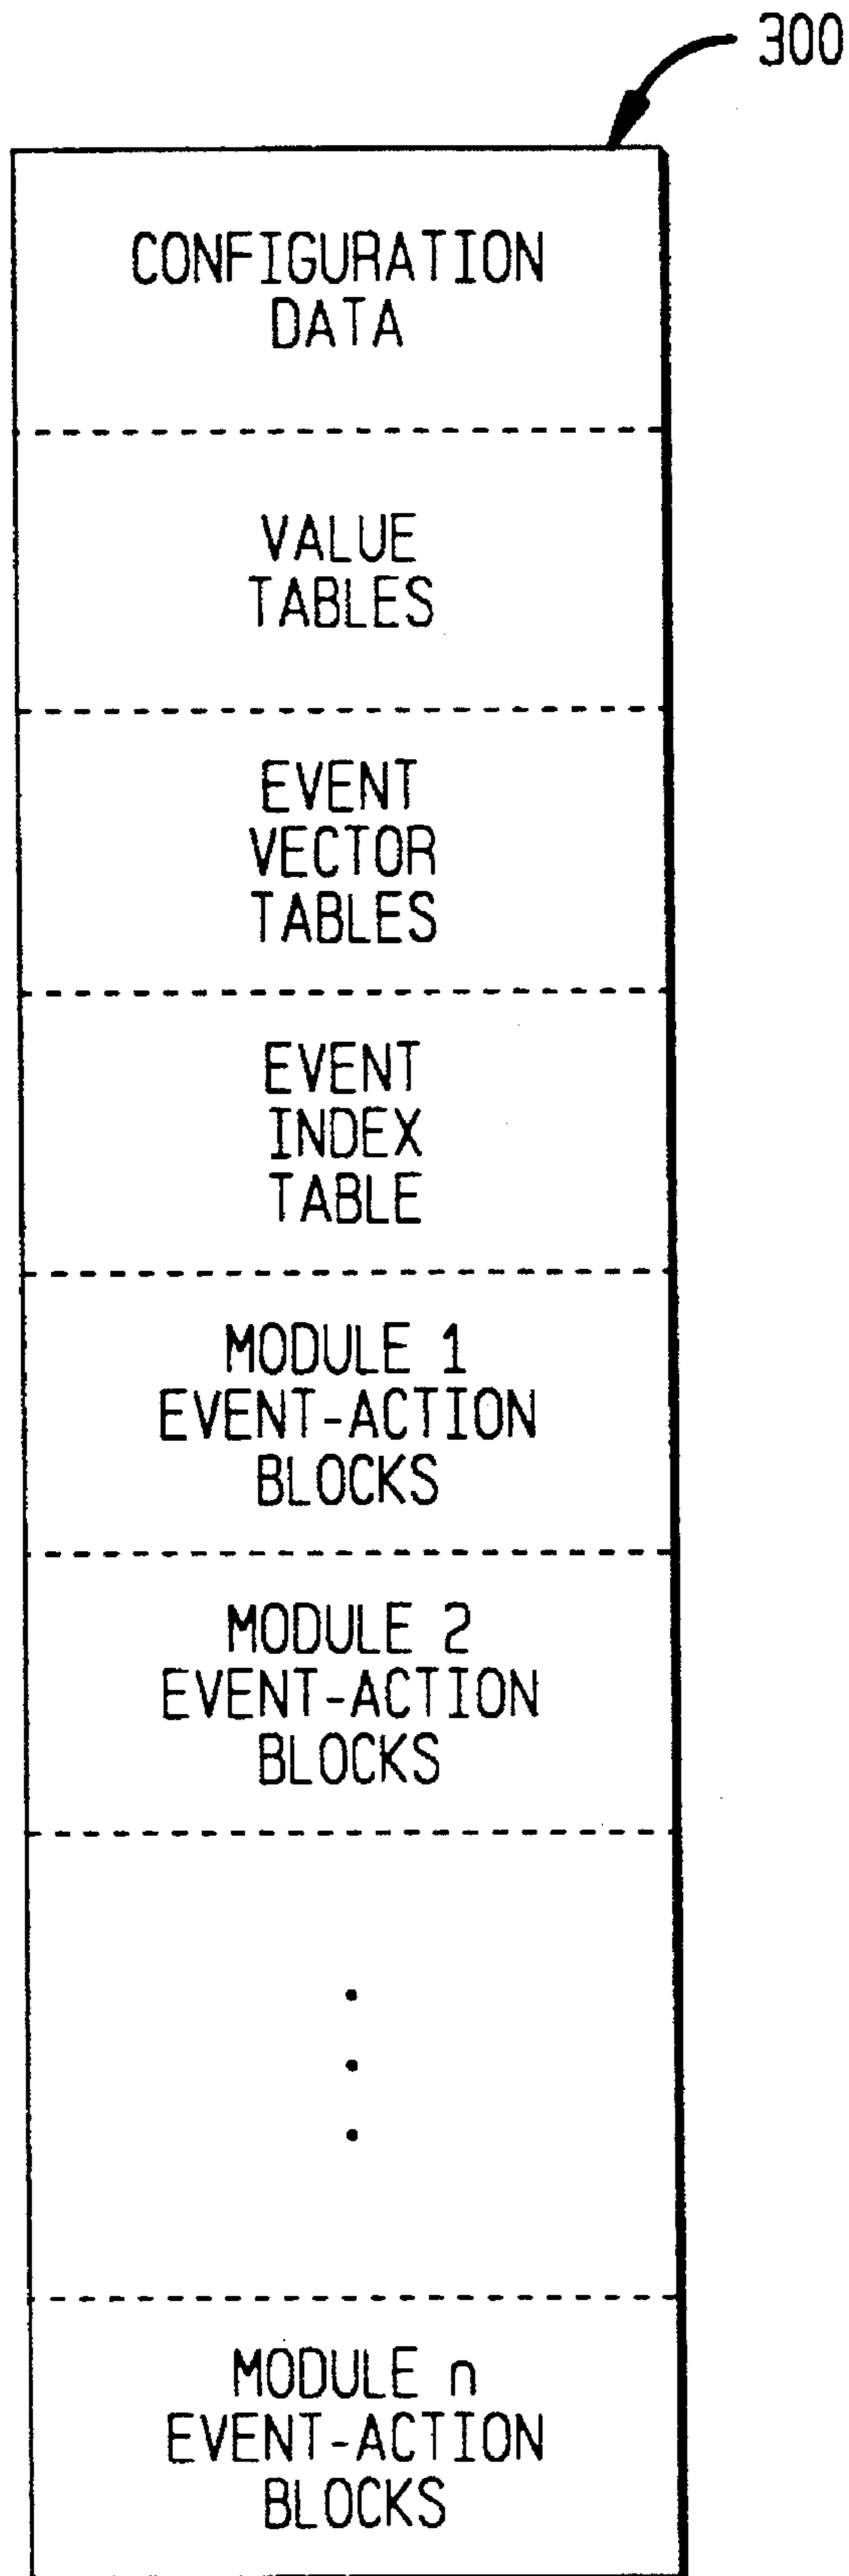 300
CONFIGURATION
DATA
VALUE
TABLES
EVENT
VECTOR
TABLES
EVENT
INDEX
TABLE
MODULE 1
EVENT-ACTION
BLOCKS
MODULE 2
EVENT-ACTION
BLOCKS
MODULE n
EVENT-ACTION
BLOCKS